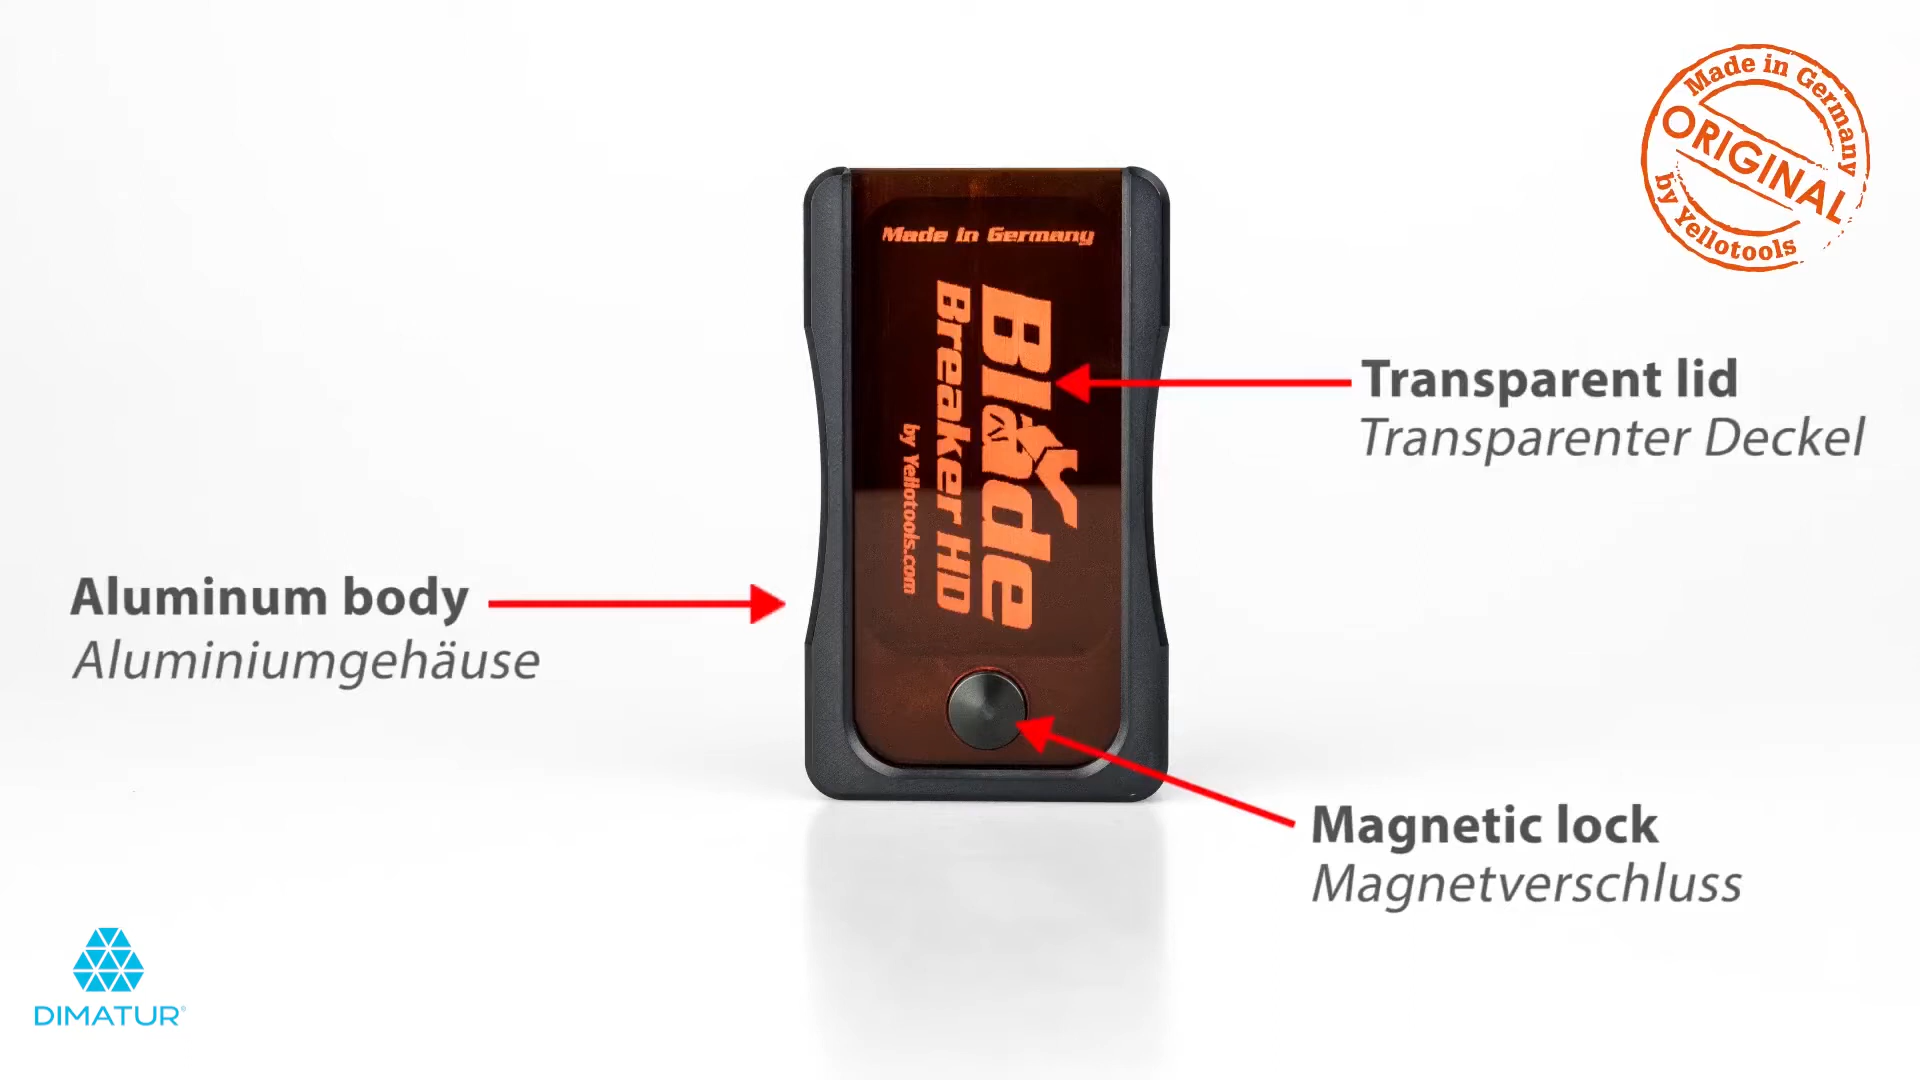 Made in Germany
ORIGINAL
by Yellotools
Made in Germany
Blade
Breaker HD
by Yellotools.com
Transparent lid
Transparenter Deckel
Aluminum body
Aluminiumgehäuse
Magnetic lock
Magnetverschluss
DIMATUR®